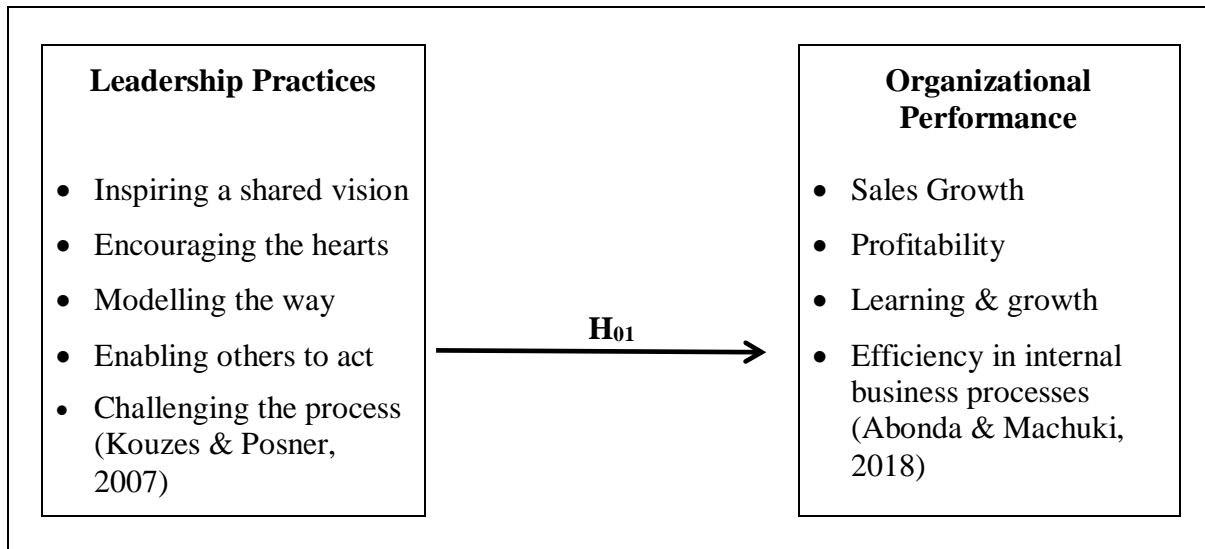 Leadership Practices
• Inspiring a shared vision
• Encouraging the hearts
• Modelling the way
• Enabling others to act
• Challenging the process
(Kouzes & Posner,
2007)
H01
Organizational
Performance
• Sales Growth
• Profitability
• Learning & growth
• Efficiency in internal
business processes
(Abonda & Machuki,
2018)